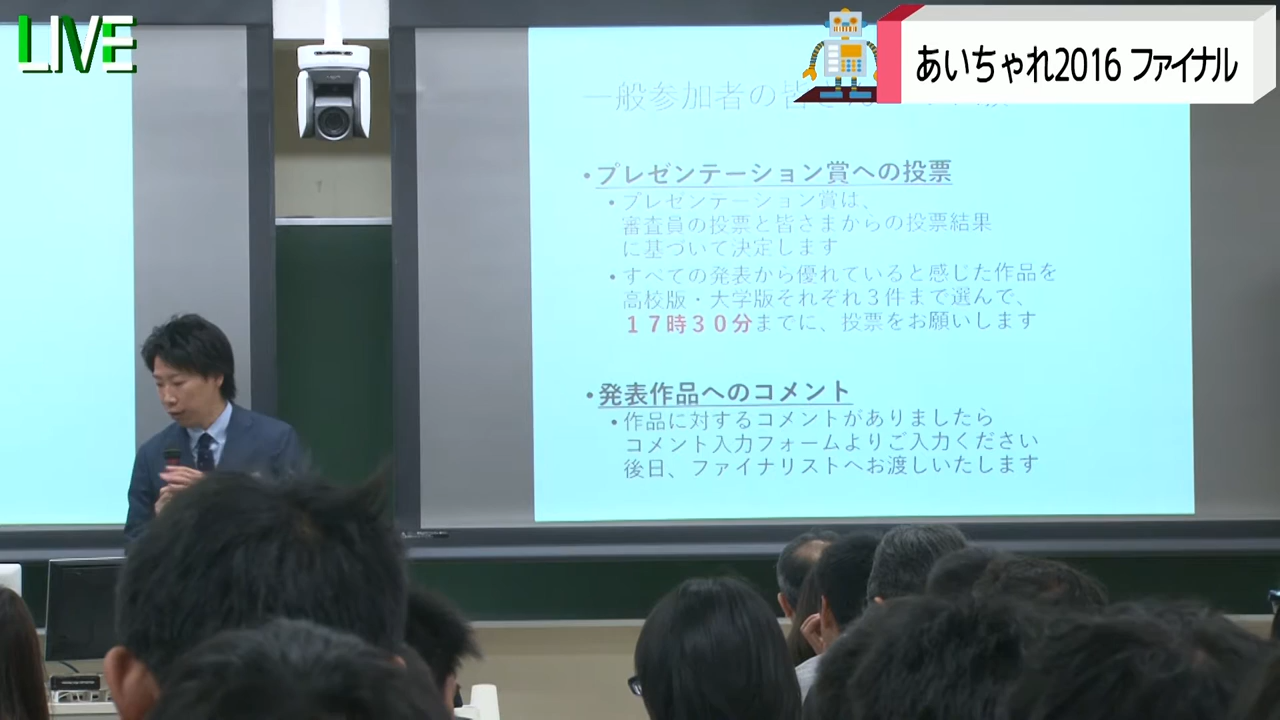 LIVE
あいちゃれ2016 ファイナル
一般参加者の皆さ
・プレゼンテーション賞への投票
・プレゼンテーション賞は、
審査員の投票と皆さまからの投票結果
に基づいて決定します
・すべての発表から優れていると感じた作品を
高校版・大学版それぞれ３件まで選んで、
１７時３０分までに、投票をお願いします
・発表作品へのコメント
・作品に対するコメントがありましたら
コメント入力フォームよりご入力ください
後日、ファイナリストへお渡しいたします